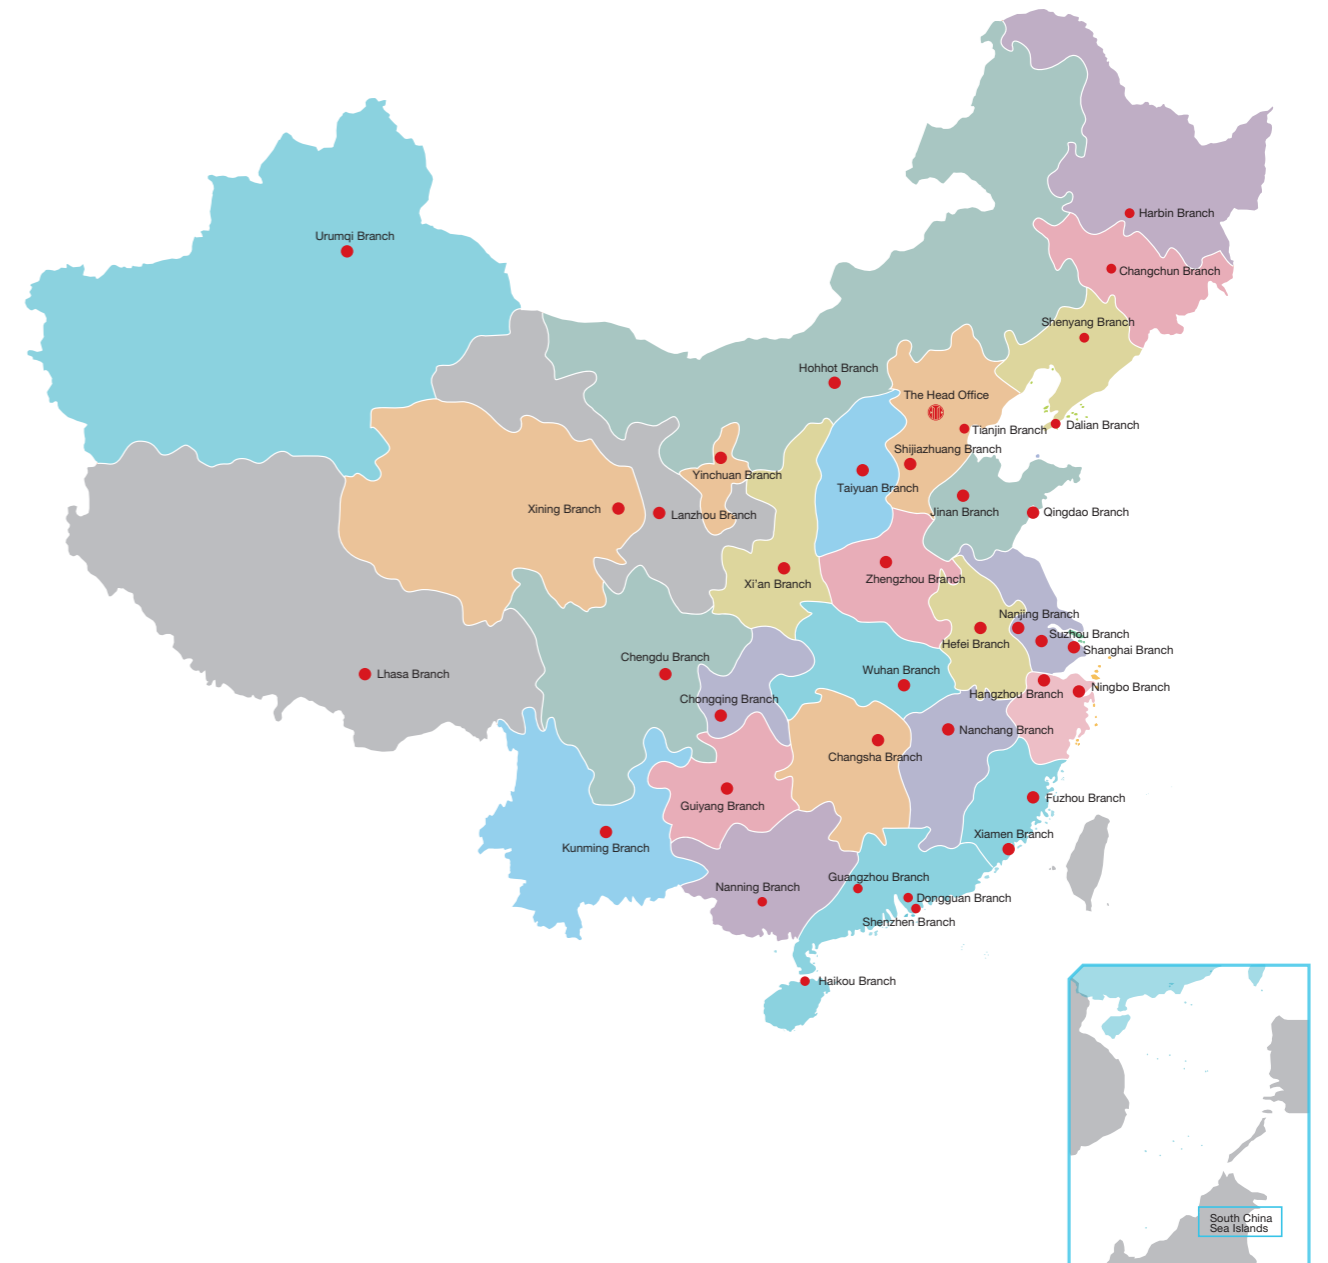 Harbin Branch
Urumqi Branch
Changchun Branch
Shenyang Branch
Hohhot Branch
The Head Office
Dalian Branch
Tianjin Branch
Shijiazhuang Branch
Yinchuan Branch
Taiyuan Branch
Xining Branch
Lanzhou Branch
Jinan Branch
Qingdao Branch
Xi'an Branch
Zhengzhou Branch
Nanjing Branch
Suzhou Branch
Hefei Branch
Shanghai Branch
Chengdu Branch
Lhasa Branch
Wuhan Branch
Ningbo Branch
Hangzhou Branch
Chongqing Branch
Nanchang Branch
Changsha Branch
Fuzhou Branch
Guiyang Branch
Xiamen Branch
Kunming Branch
Guangzhou Branch
Nanning Branch
Dongguan Branch
Shenzhen Branch
Haikou Branch
South China
Sea Islands